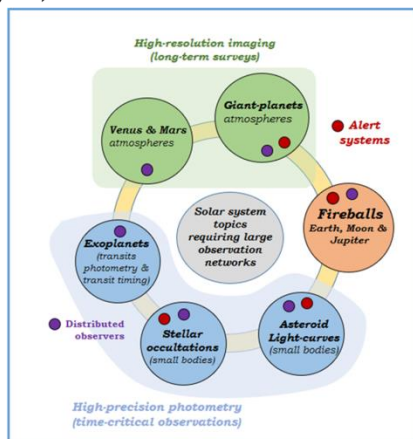 High-resolution imaging
(long-term surveys)
Venus & Mars
atmospheres
Giant-planets
atmospheres
Alert
systems
Fireballs
Earth, Moon &
Jupiter
Exoplanets
(transits
photometry &
transit timing)
Solar system
topics
requiring large
observation
networks
Distributed
observers
Stellar
occultations
(small bodies)
Asteroid
Light-curves
(small bodies)
High-precision photometry
(time-critical observations)